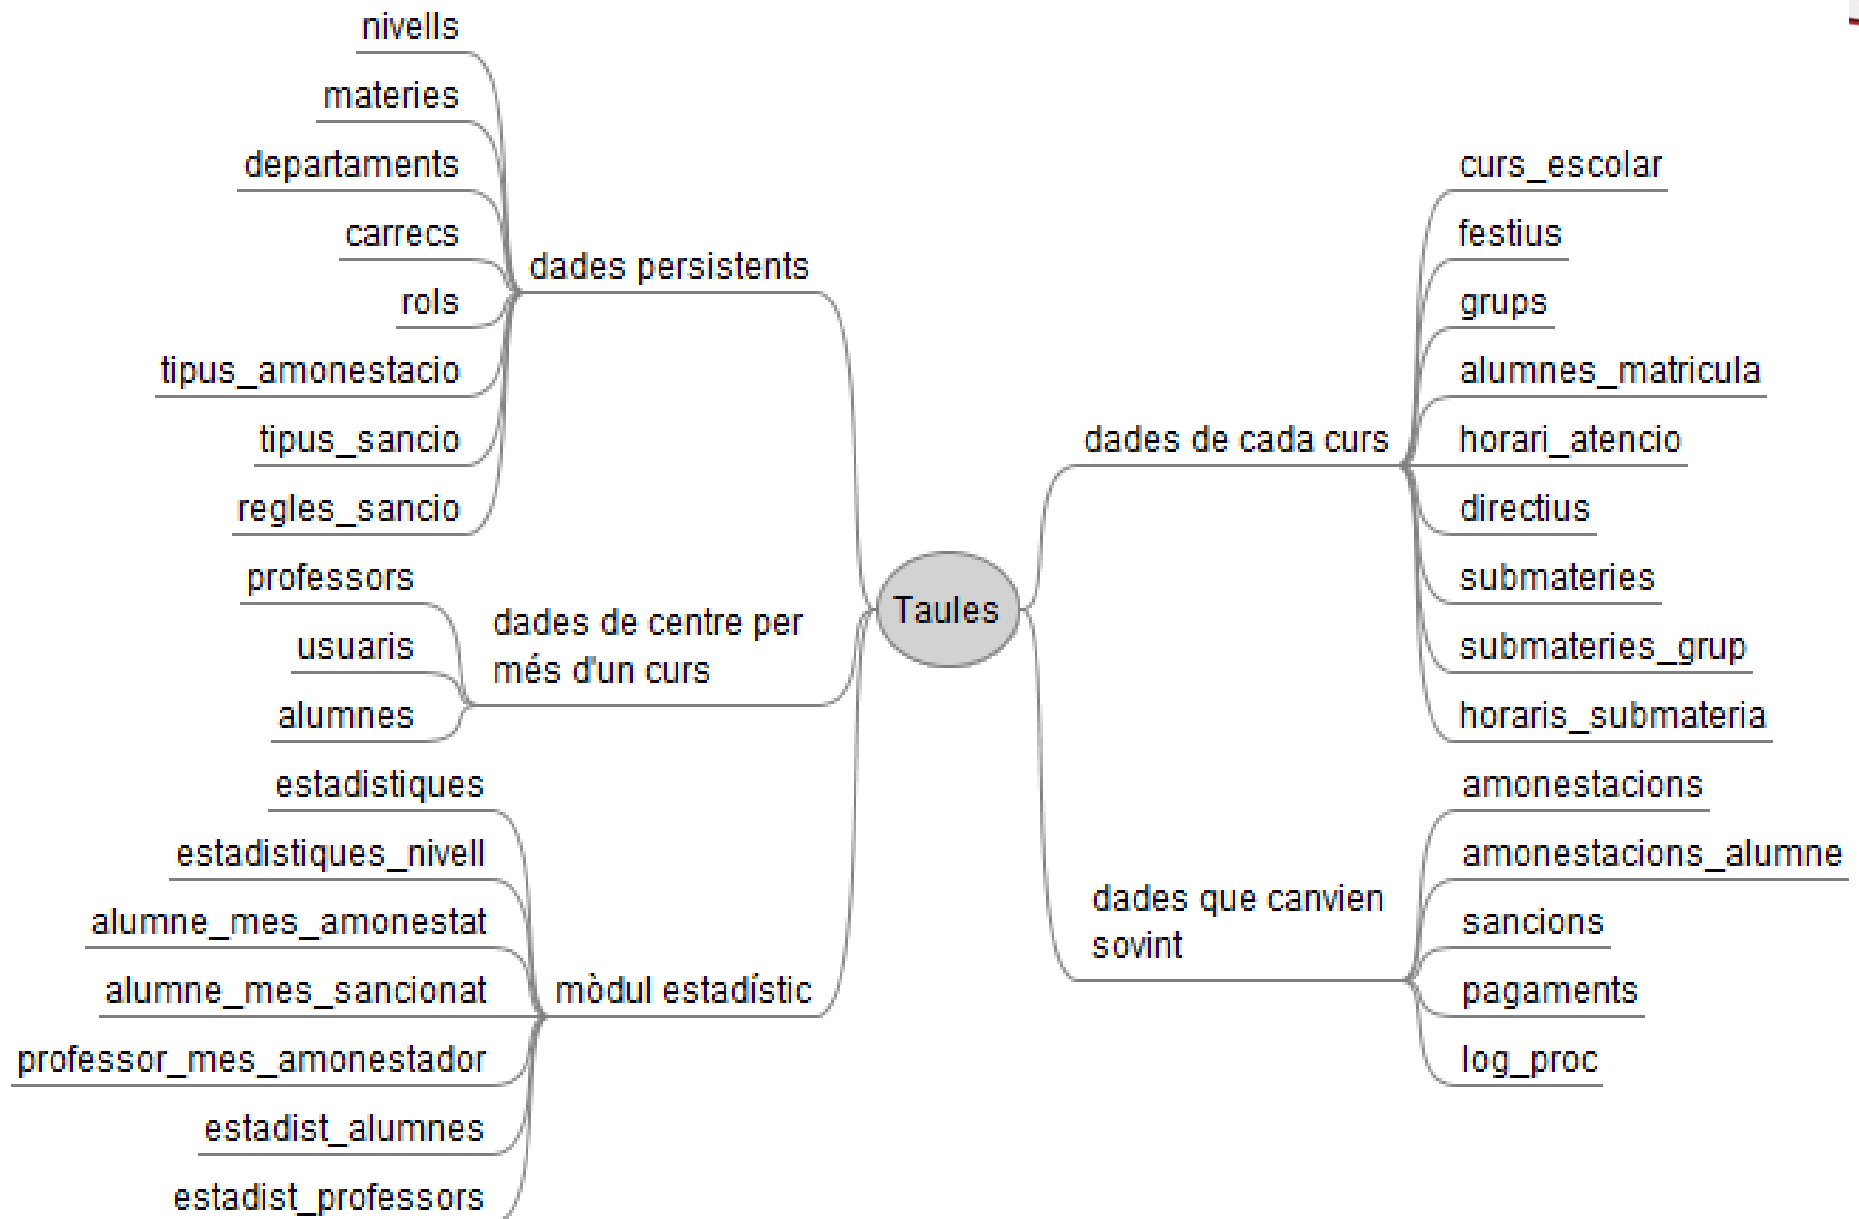 nivells
materies
departaments
carrecs
rols
tipus_amonestacio
tipus_sancio
regles_sancio
dades persistents
professors
usuaris
alumnes
dades de centre per
més d'un curs
estadistiques
estadistiques_nivell
alumne_mes_amonestat
alumne_mes_sancionat
professor_mes_amonestador
estadist_alumnes
estadist_professors
mòdul estadístic
Taules
dades de cada curs
curs_escolar
festius
grups
alumnes_matricula
horari_atencio
directius
submateries
submateries_grup
horaris_submateria
dades que canvien
sovint
amonestacions
amonestacions_alumne
sancions
pagaments
log_proc